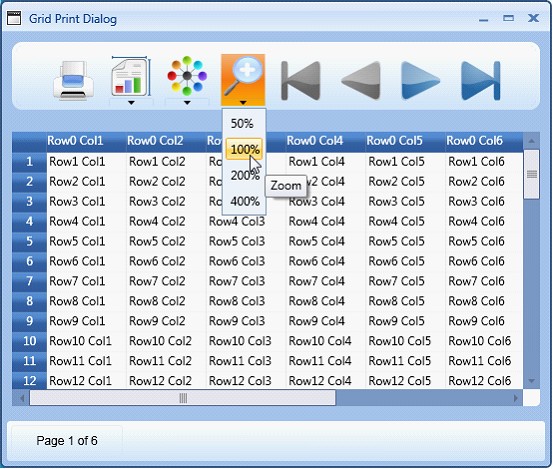 Grid Print Dialog
50%
100%
200%
400%
Zoom
Row0 Col1 Row0 Col2 Row0 Col4 Row0 Col5 Row0 Col6
1 Row1 Col1 Row1 Col2 Row1 Col4 Row1 Col5 Row1 Col6
2 Row2 Col1 Row2 Col2 Row2 Col4 Row2 Col5 Row2 Col6
3 Row3 Col1 Row3 Col2 Row3 Col4 Row3 Col5 Row3 Col6
4 Row4 Col1 Row4 Col2 Row4 Col3 Row4 Col4 Row4 Col5 Row4 Col6
5 Row5 Col1 Row5 Col2 Row5 Col3 Row5 Col4 Row5 Col5 Row5 Col6
6 Row6 Col1 Row6 Col2 Row6 Col3 Row6 Col4 Row6 Col5 Row6 Col6
7 Row7 Col1 Row7 Col2 Row7 Col3 Row7 Col4 Row7 Col5 Row7 Col6
8 Row8 Col1 Row8 Col2 Row8 Col3 Row8 Col4 Row8 Col5 Row8 Col6
9 Row9 Col1 Row9 Col2 Row9 Col3 Row9 Col4 Row9 Col5 Row9 Col6
10 Row10 Col1 Row10 Col2 Row10 Col3 Row10 Col4 Row10 Col5 Row10 Col6
11 Row11 Col1 Row11 Col2 Row11 Col3 Row11 Col4 Row11 Col5 Row11 Col6
12 Row12 Col1 Row12 Col2 Row12 Col3 Row12 Col4 Row12 Col5 Row12 Col6
Page 1 of 6